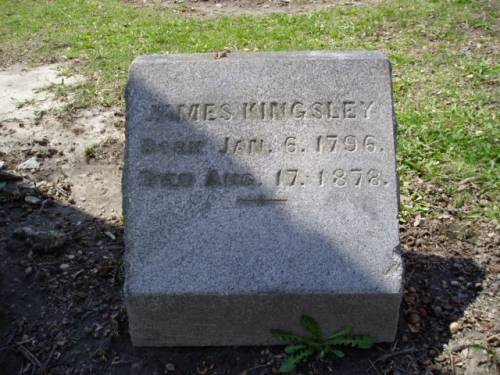 JAMES KINGSLEY
BORN JAN. 6. 1796.
DIED AUG. 17. 1878.